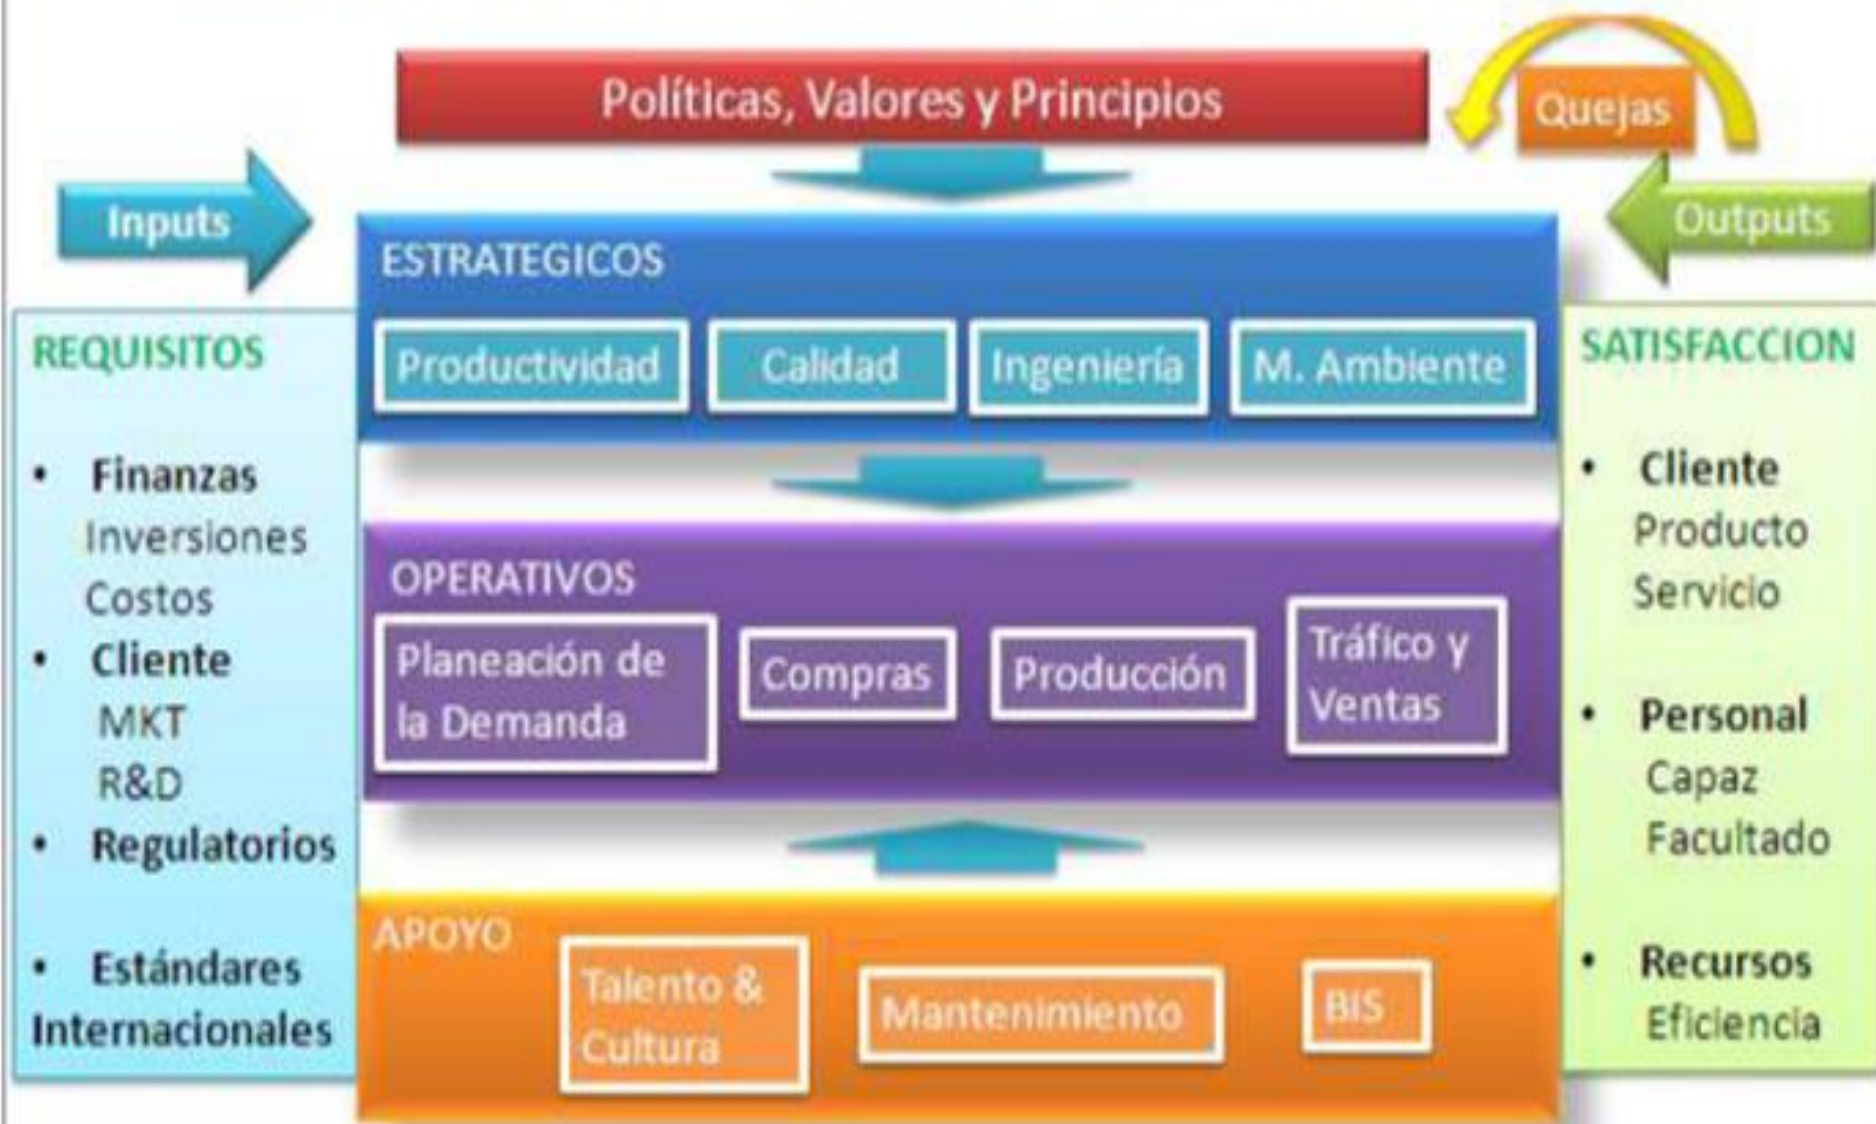 Políticas, Valores y Principios
Quejas
Inputs
Outputs
REQUISITOS
• Finanzas
Inversiones
Costos
• Cliente
MKT
R&D
• Regulatorios
• Estándares
Internacionales
ESTRATEGICOS
Productividad
Calidad
Ingeniería
M. Ambiente
OPERATIVOS
Planeación de
la Demanda
Compras
Producción
Tráfico y
Ventas
APOYO
Talento &
Cultura
Mantenimiento
BIS
SATISFACCION
• Cliente
Producto
Servicio
• Personal
Capaz
Facultado
• Recursos
Eficiencia